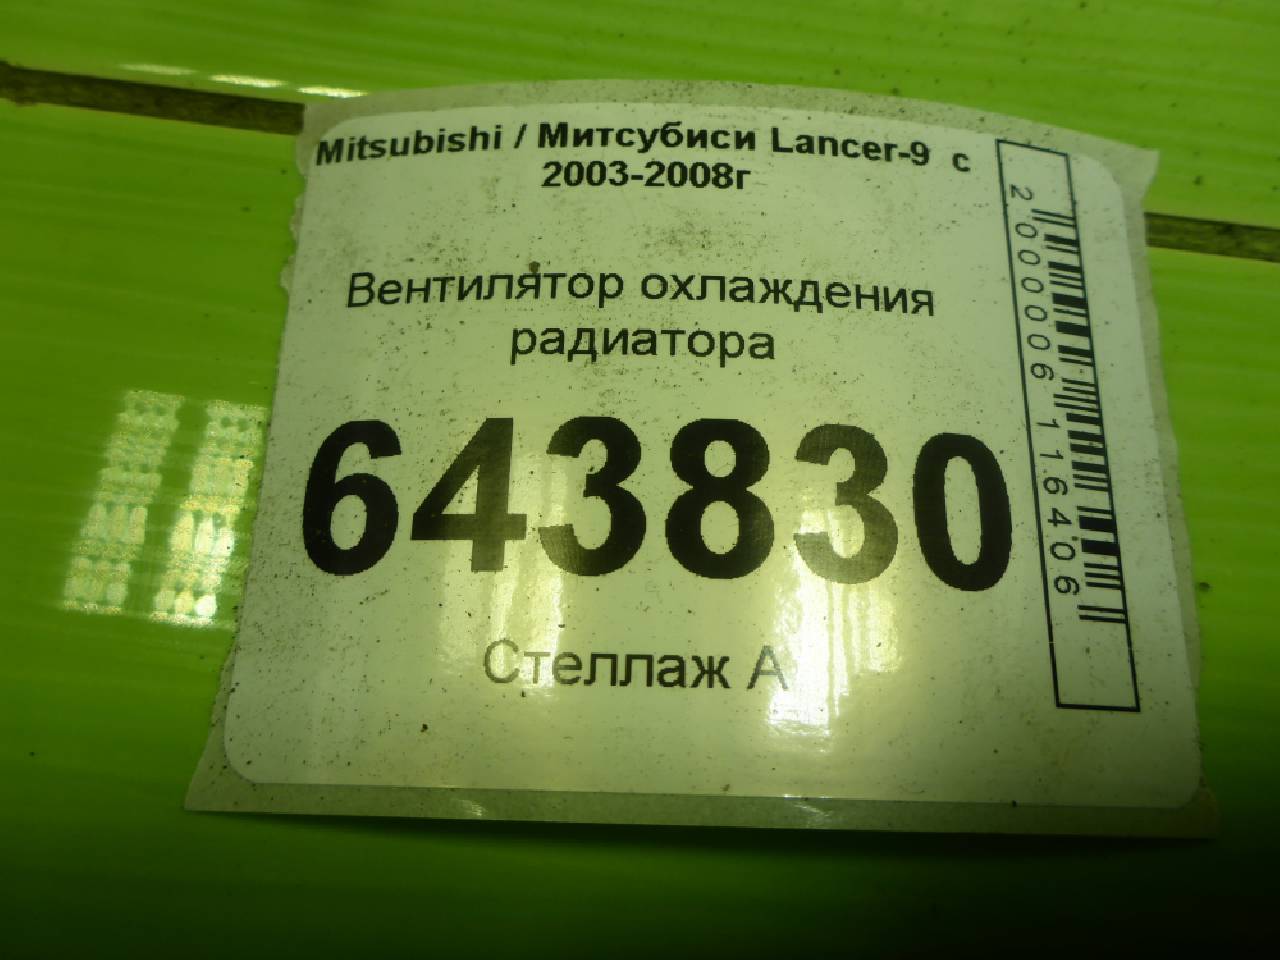 Mitsubishi / Митсубиси Lancer-9 с
2003-2008г
Вентилятор охлаждения
радиатора
643830
Стеллаж А
2000006116406